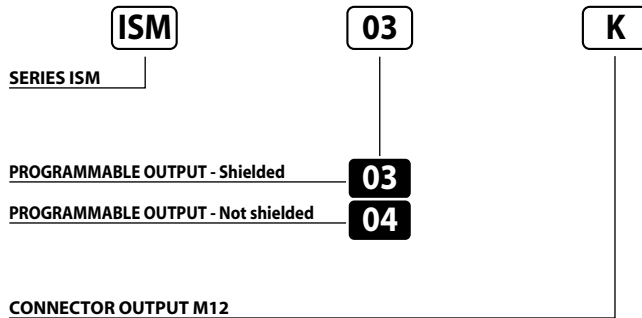 ISM 03 K
SERIES ISM
PROGRAMMABLE OUTPUT - Shielded 03
PROGRAMMABLE OUTPUT - Not shielded 04
CONNECTOR OUTPUT M12